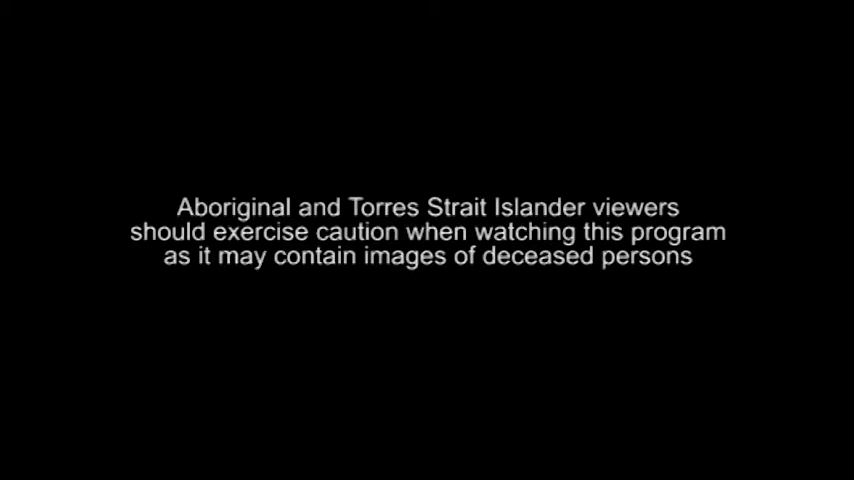 Aboriginal and Torres Strait Islander viewers
should exercise caution when watching this program
as it may contain images of deceased persons